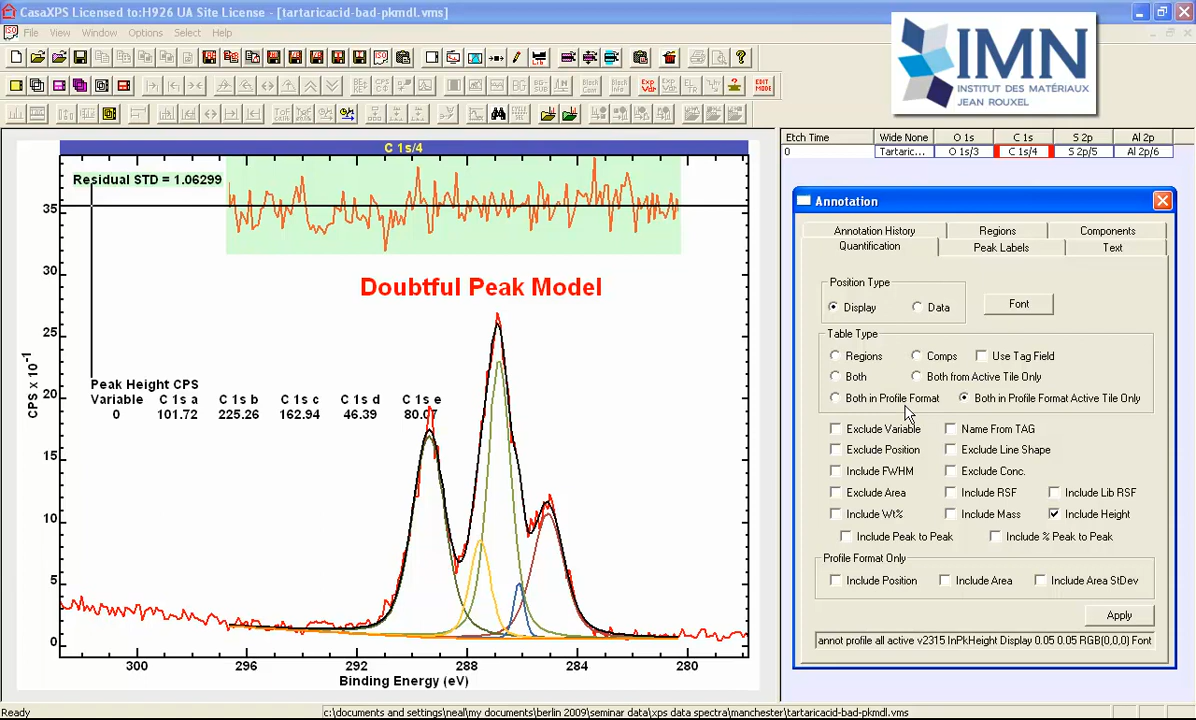 CasaXPS Licensed to:H926 UA Site License - [tartaricacid-bad-pkmdl.vms]
File View Window Options Select Help
IMN
INSTITUT DES MATÉRIAUX
JEAN ROUXEL
C 1s/4
Residual STD = 1.06299
Doubtful Peak Model
Peak Height CPS
Variable C 1s a C 1s b C 1s c C 1s d C 1s e
0 101.72 225.26 162.94 46.39 80.07
CPS x 10⁻¹
35
30
25
20
15
10
5
0
300 296 292 288 284 280
Binding Energy (eV)
Etch Time Wide None O 1s C 1s S 2p Al 2p
0 Tartaric... O 1s/3 C 1s/4 S 2p/5 Al 2p/6
Annotation
Annotation History Regions Components
Quantification Peak Labels Text
Position Type
Display Data Font
Table Type
Regions Comps Use Tag Field
Both Both from Active Tile Only
Both in Profile Format Both in Profile Format Active Tile Only
Exclude Variable Name From TAG
Exclude Position Exclude Line Shape
Include FWHM Exclude Conc.
Exclude Area Include RSF Include Lib RSF
Include Wt% Include Mass Include Height
Include Peak to Peak Include % Peak to Peak
Profile Format Only
Include Position Include Area Include Area StDev
Apply
annot profile all active v2315 InPkHeight Display 0.05 0.05 RGB(0,0,0) Font
Ready c:\documents and settings\neal\my documents\berlin 2009\seminar data\xps data spectra\manchester\tartaricacid-bad-pkmdl.vms